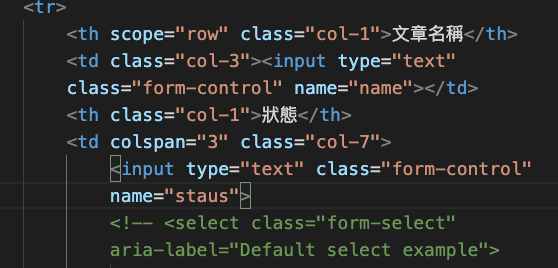 <tr>
<th scope="row" class="col-1">文章名稱</th>
<td class="col-3"><input type="text"
class="form-control" name="name"></td>
<th class="col-1">狀態</th>
<td colspan="3" class="col-7">
<input type="text" class="form-control"
name="staus">
<!-- <select class="form-select"
aria-label="Default select example">